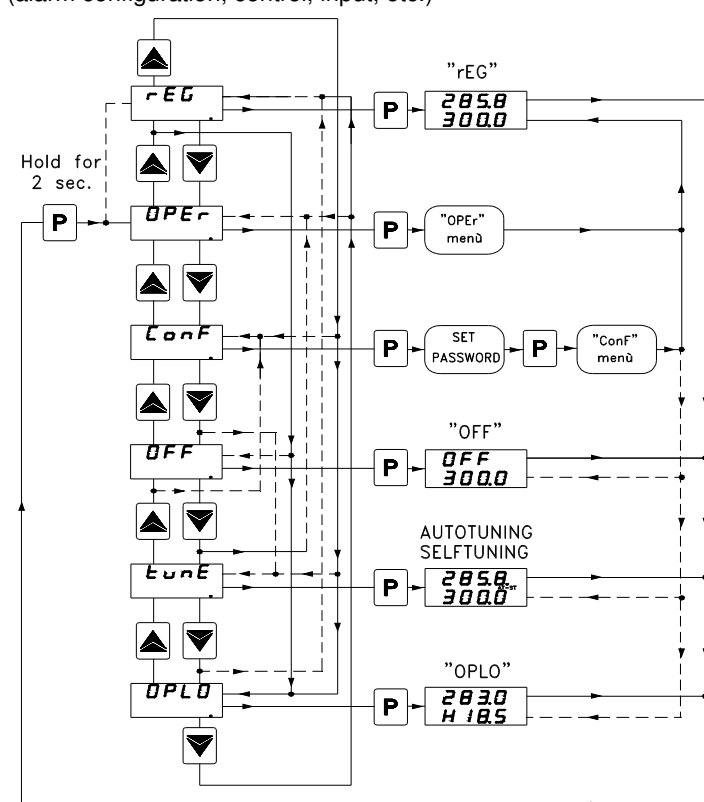 (alarm configuration, control, input, etc.)
"rEG"
rEG.
P
285.8
300.0
Hold for
2 sec.
P
OPEr.
P
"OPEr"
menù
ConF.
P
SET
PASSWORD
P
"ConF"
menù
"OFF"
OFF.
P
OFF
300.0
AUTOTUNING
SELFTUNING
tunE.
P
285.8
300.0 AT-ST
"OPLO"
OPLO.
P
283.0
H 18.5